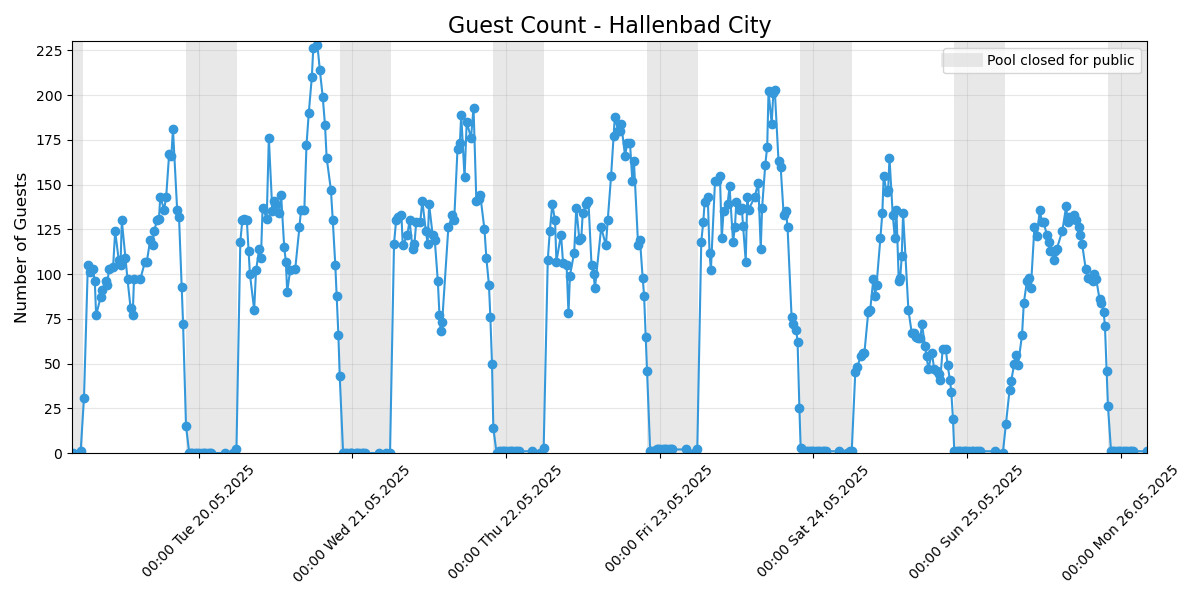 Guest Count - Hallenbad City
Pool closed for public
Number of Guests
225
200
175
150
125
100
75
50
25
0
00:00 Tue 20.05.2025
00:00 Wed 21.05.2025
00:00 Thu 22.05.2025
00:00 Fri 23.05.2025
00:00 Sat 24.05.2025
00:00 Sun 25.05.2025
00:00 Mon 26.05.2025